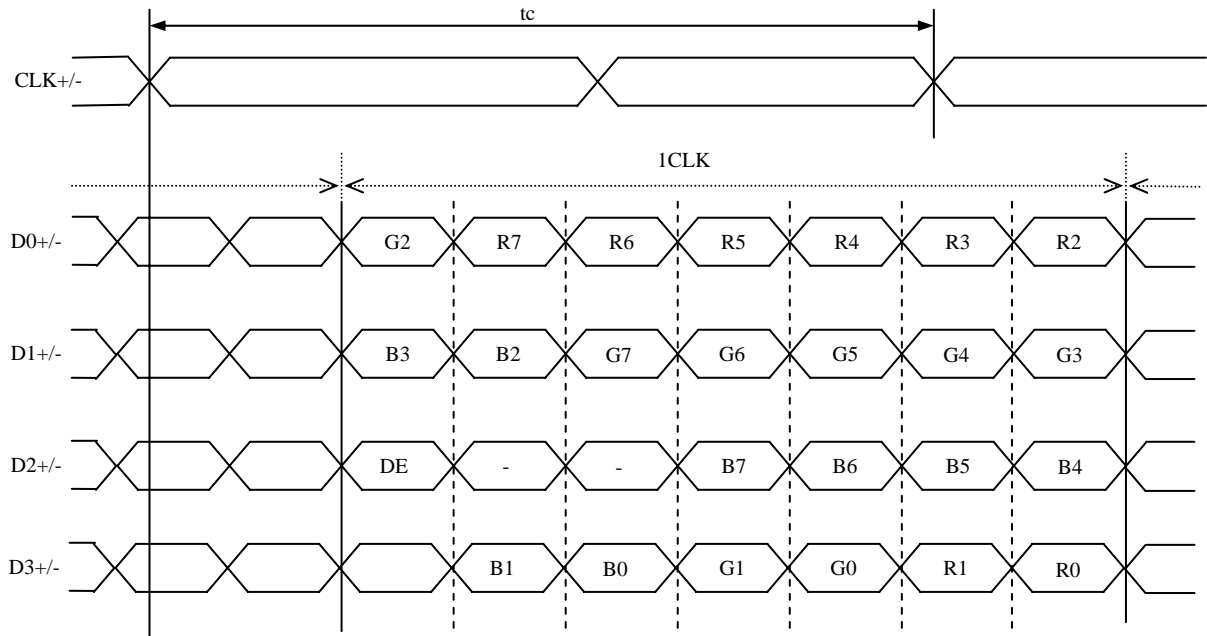 tc
CLK+/-
1CLK
D0+/- G2 R7 R6 R5 R4 R3 R2
D1+/- B3 B2 G7 G6 G5 G4 G3
D2+/- DE - - B7 B6 B5 B4
D3+/- B1 B0 G1 G0 R1 R0